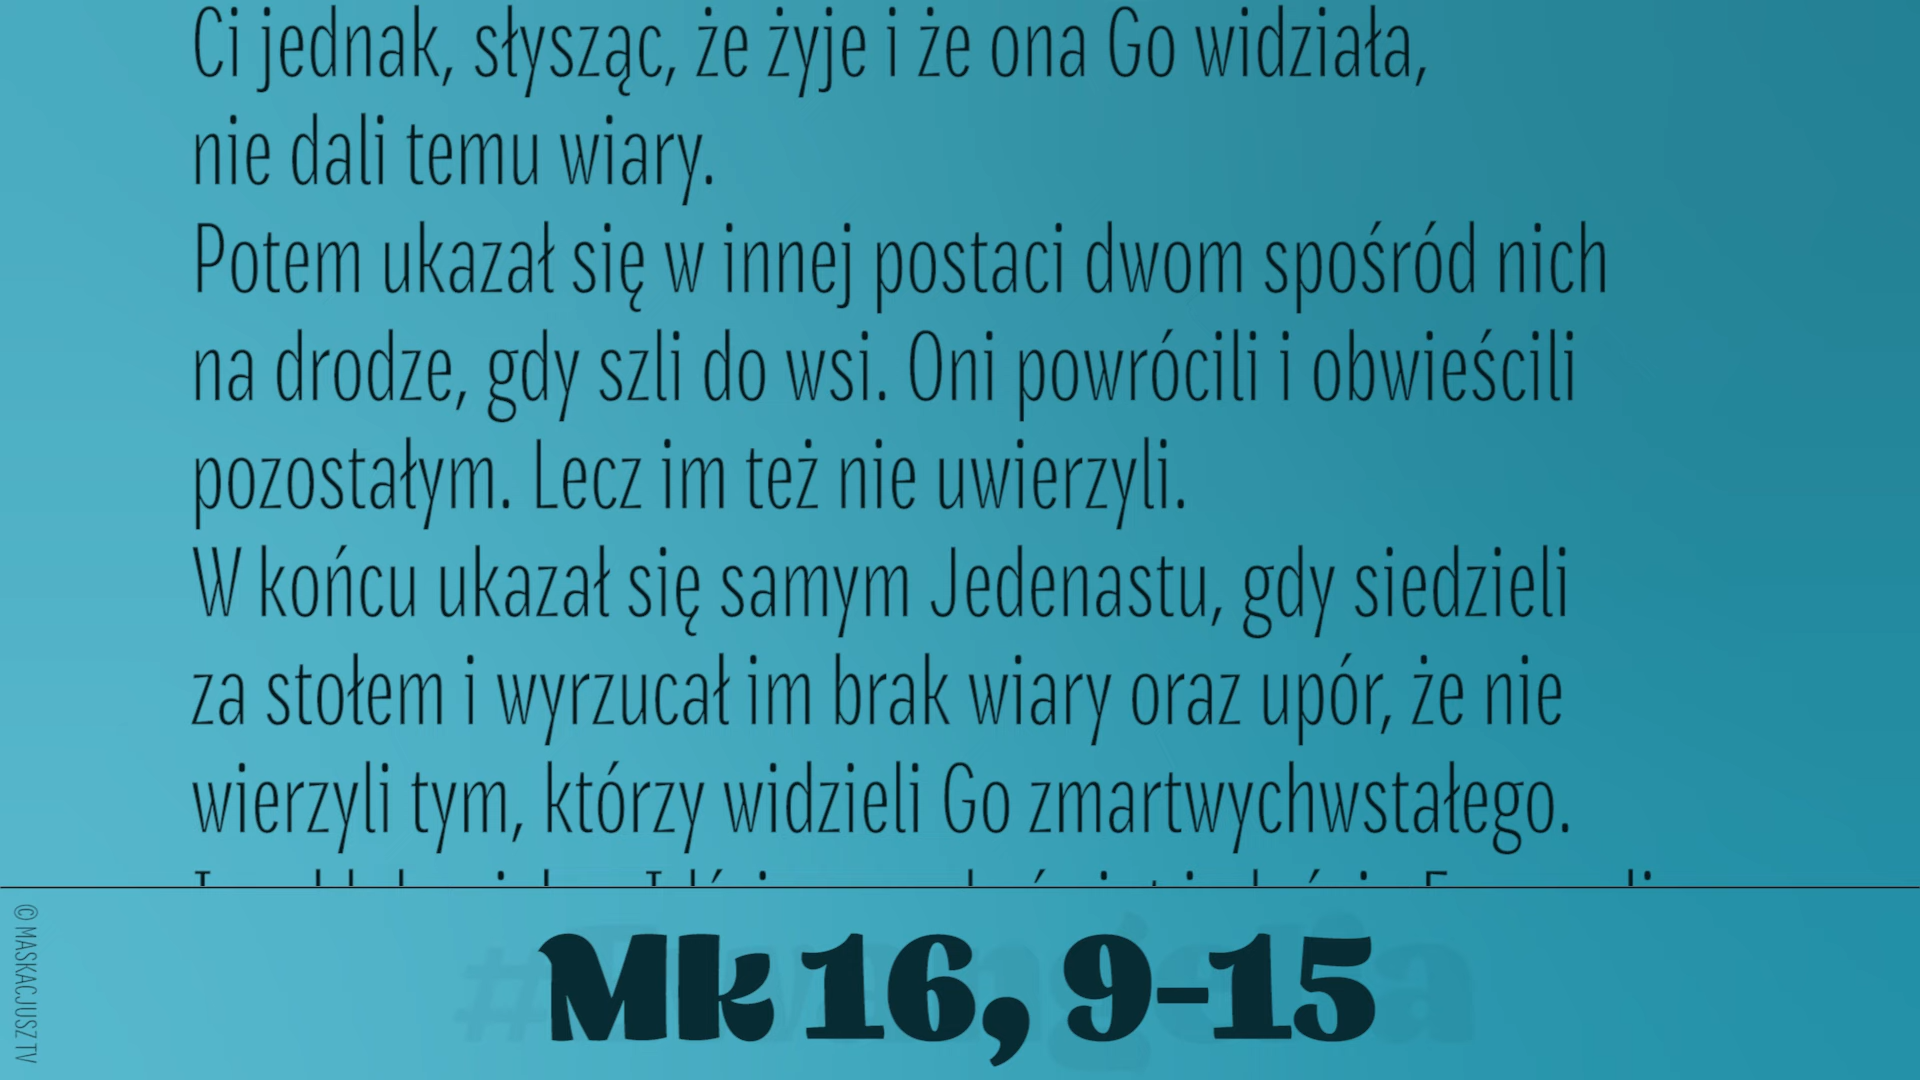 Ci jednak, słysząc, że żyje i że ona Go widziała,
nie dali temu wiary.
Potem ukazał się w innej postaci dwom spośród nich
na drodze, gdy szli do wsi. Oni powrócili i obwieścili
pozostałym. Lecz im też nie uwierzyli.
W końcu ukazał się samym Jedenastu, gdy siedzieli
za stołem i wyrzucał im brak wiary oraz upór, że nie
wierzyli tym, którzy widzieli Go zmartwychwstałego.
Mk 16, 9-15
© MASKACJUSZ TV